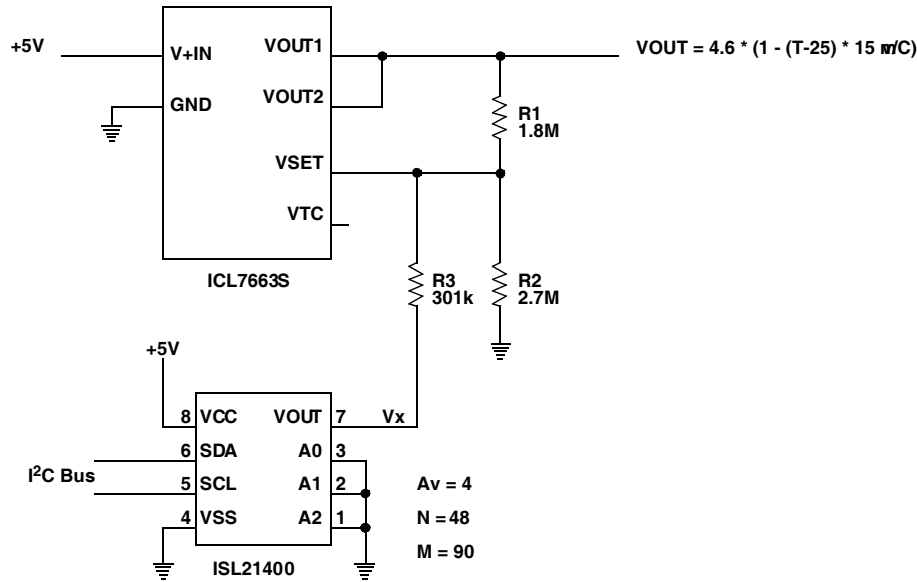 +5V
V+IN
VOUT1
VOUT = 4.6 * (1 - (T-25) * 15 mV/C)
GND
VOUT2
R1
1.8M
VSET
VTC
ICL7663S
R3
301k
R2
2.7M
+5V
8 VCC VOUT 7 Vx
6 SDA A0 3
I²C Bus
5 SCL A1 2
4 VSS A2 1
Av = 4
N = 48
M = 90
ISL21400